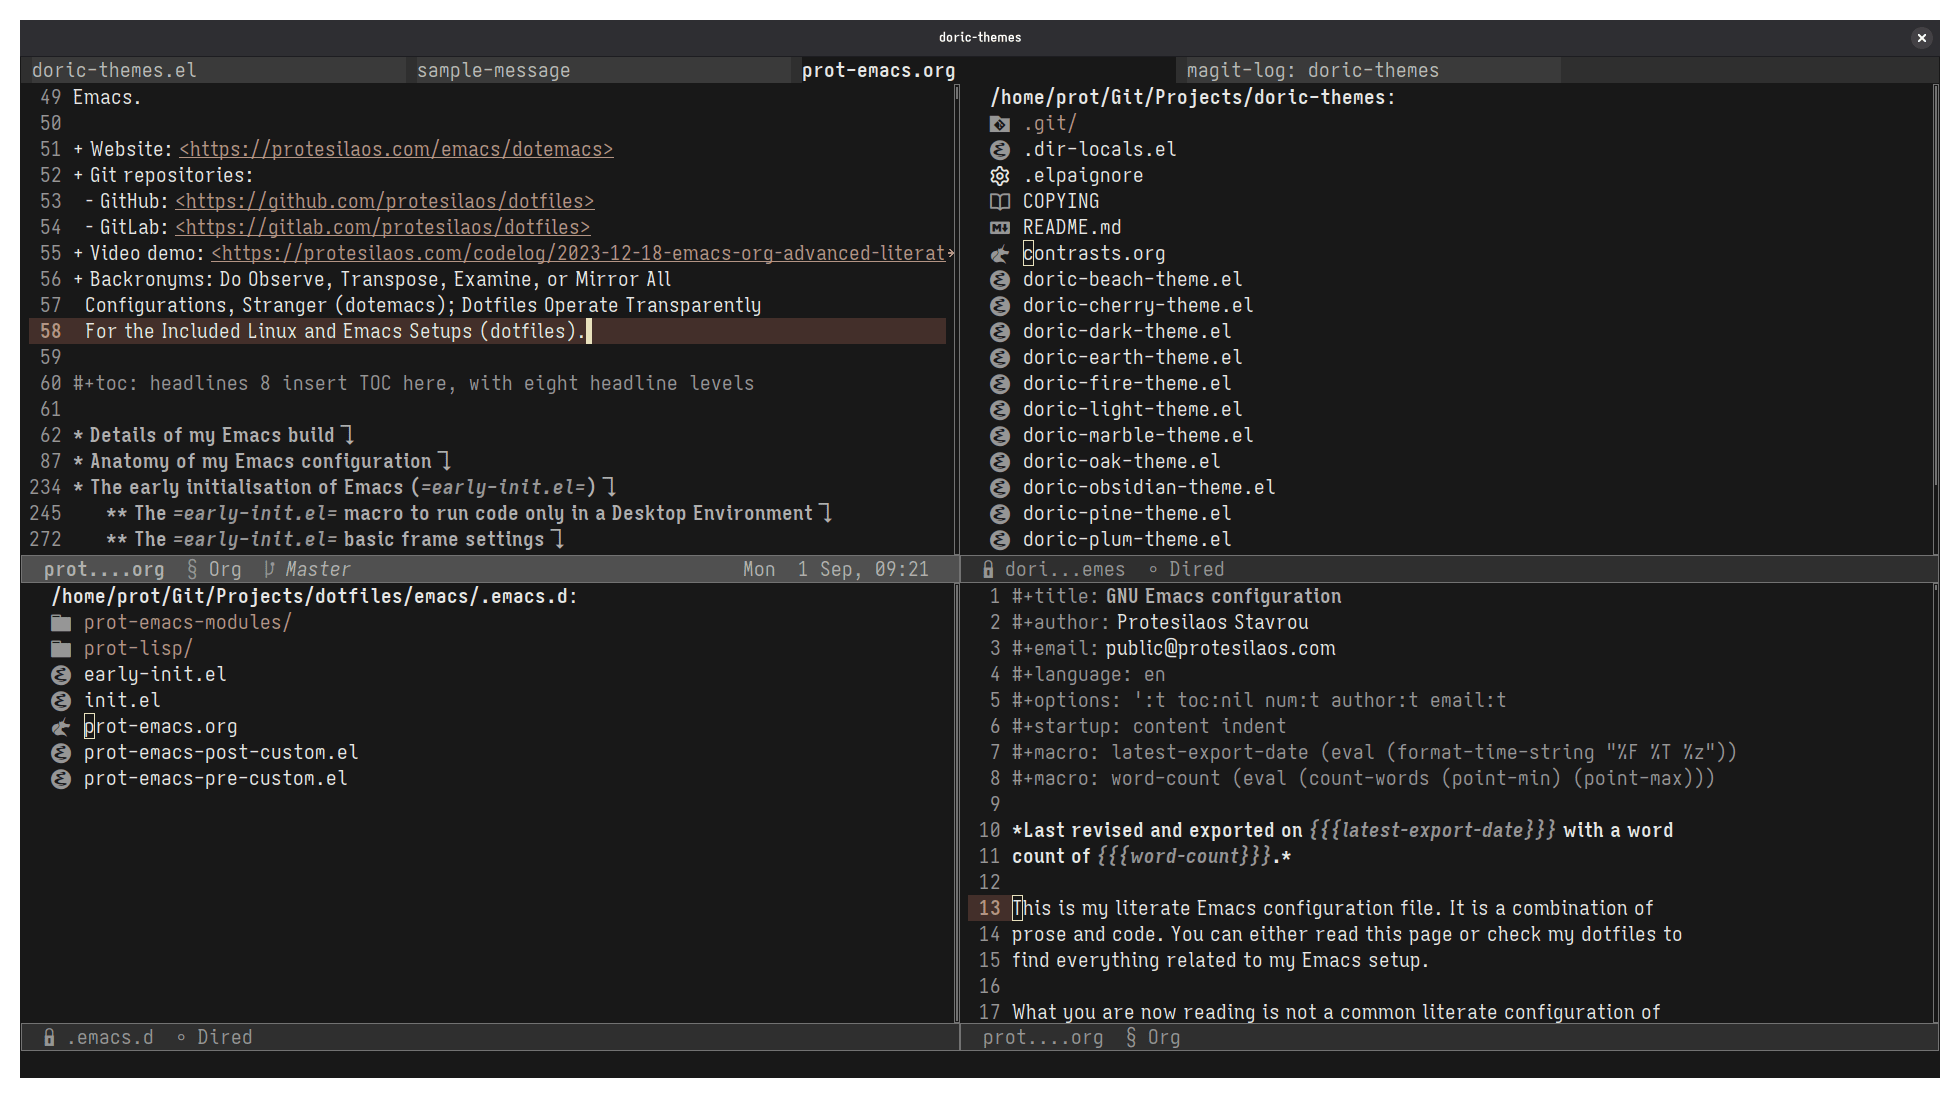 doric-themes
doric-themes.el
sample-message
prot-emacs.org
magit-log: doric-themes
49 Emacs.
50
51 + Website: <https://protesilaos.com/emacs/dotemacs>
52 + Git repositories:
53 - GitHub: <https://github.com/protesilaos/dotfiles>
54 - GitLab: <https://gitlab.com/protesilaos/dotfiles>
55 + Video demo: <https://protesilaos.com/codelog/2023-12-18-emacs-org-advanced-literat→
56 + Backronyms: Do Observe, Transpose, Examine, or Mirror All
57 Configurations, Stranger (dotemacs); Dotfiles Operate Transparently
58 For the Included Linux and Emacs Setups (dotfiles).
59
60 #+toc: headlines 8 insert TOC here, with eight headline levels
61
62 * Details of my Emacs build ⤵
87 * Anatomy of my Emacs configuration ⤵
234 * The early initialisation of Emacs (=early-init.el=) ⤵
245 ** The =early-init.el= macro to run code only in a Desktop Environment ⤵
272 ** The =early-init.el= basic frame settings ⤵
prot....org § Org Master Mon 1 Sep, 09:21
/home/prot/Git/Projects/doric-themes:
.git/
.dir-locals.el
.elpaignore
COPYING
README.md
contrasts.org
doric-beach-theme.el
doric-cherry-theme.el
doric-dark-theme.el
doric-earth-theme.el
doric-fire-theme.el
doric-light-theme.el
doric-marble-theme.el
doric-oak-theme.el
doric-obsidian-theme.el
doric-pine-theme.el
doric-plum-theme.el
dori...emes ∘ Dired
/home/prot/Git/Projects/dotfiles/emacs/.emacs.d:
prot-emacs-modules/
prot-lisp/
early-init.el
init.el
prot-emacs.org
prot-emacs-post-custom.el
prot-emacs-pre-custom.el
.emacs.d ∘ Dired
1 #+title: GNU Emacs configuration
2 #+author: Protesilaos Stavrou
3 #+email: public@protesilaos.com
4 #+language: en
5 #+options: ':t toc:nil num:t author:t email:t
6 #+startup: content indent
7 #+macro: latest-export-date (eval (format-time-string "%F %T %z"))
8 #+macro: word-count (eval (count-words (point-min) (point-max)))
9
10 *Last revised and exported on {{{latest-export-date}}} with a word
11 count of {{{word-count}}}.*
12
13 This is my literate Emacs configuration file. It is a combination of
14 prose and code. You can either read this page or check my dotfiles to
15 find everything related to my Emacs setup.
16
17 What you are now reading is not a common literate configuration of
prot....org § Org